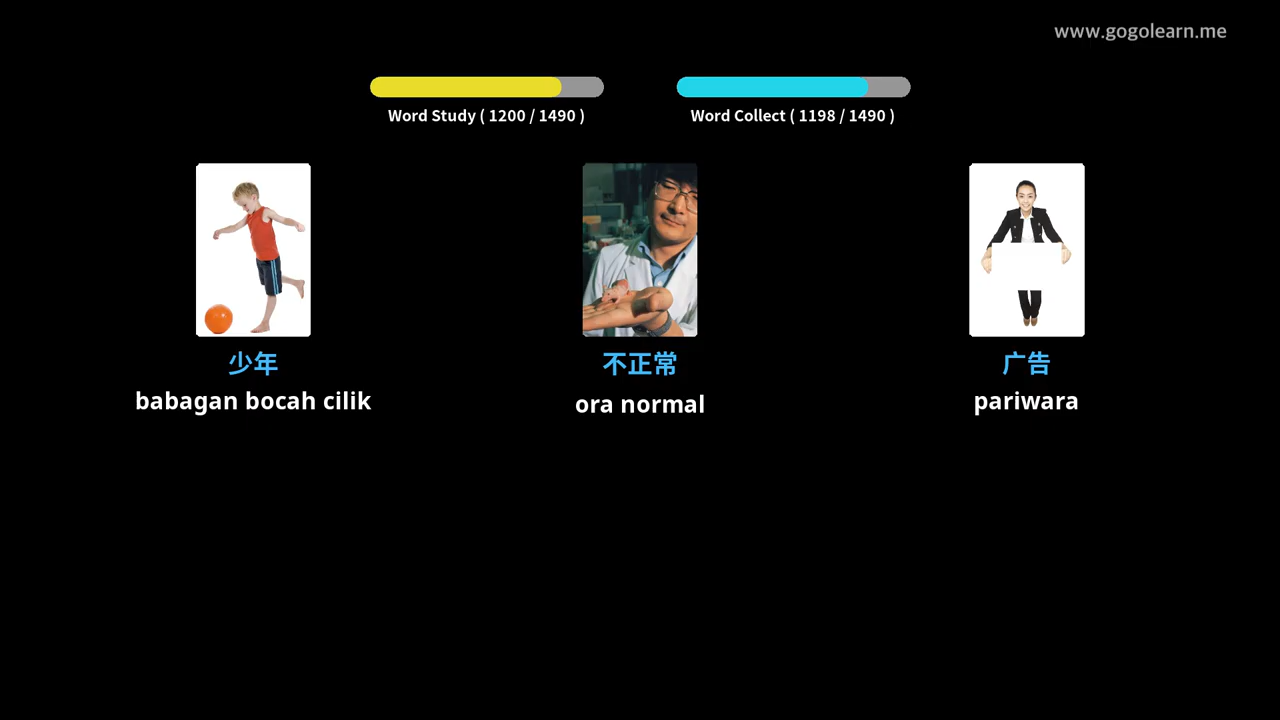 www.gogolearn.me
Word Study ( 1200 / 1490 )
Word Collect ( 1198 / 1490 )
少年
不正常
广告
babagan bocah cilik
ora normal
pariwara